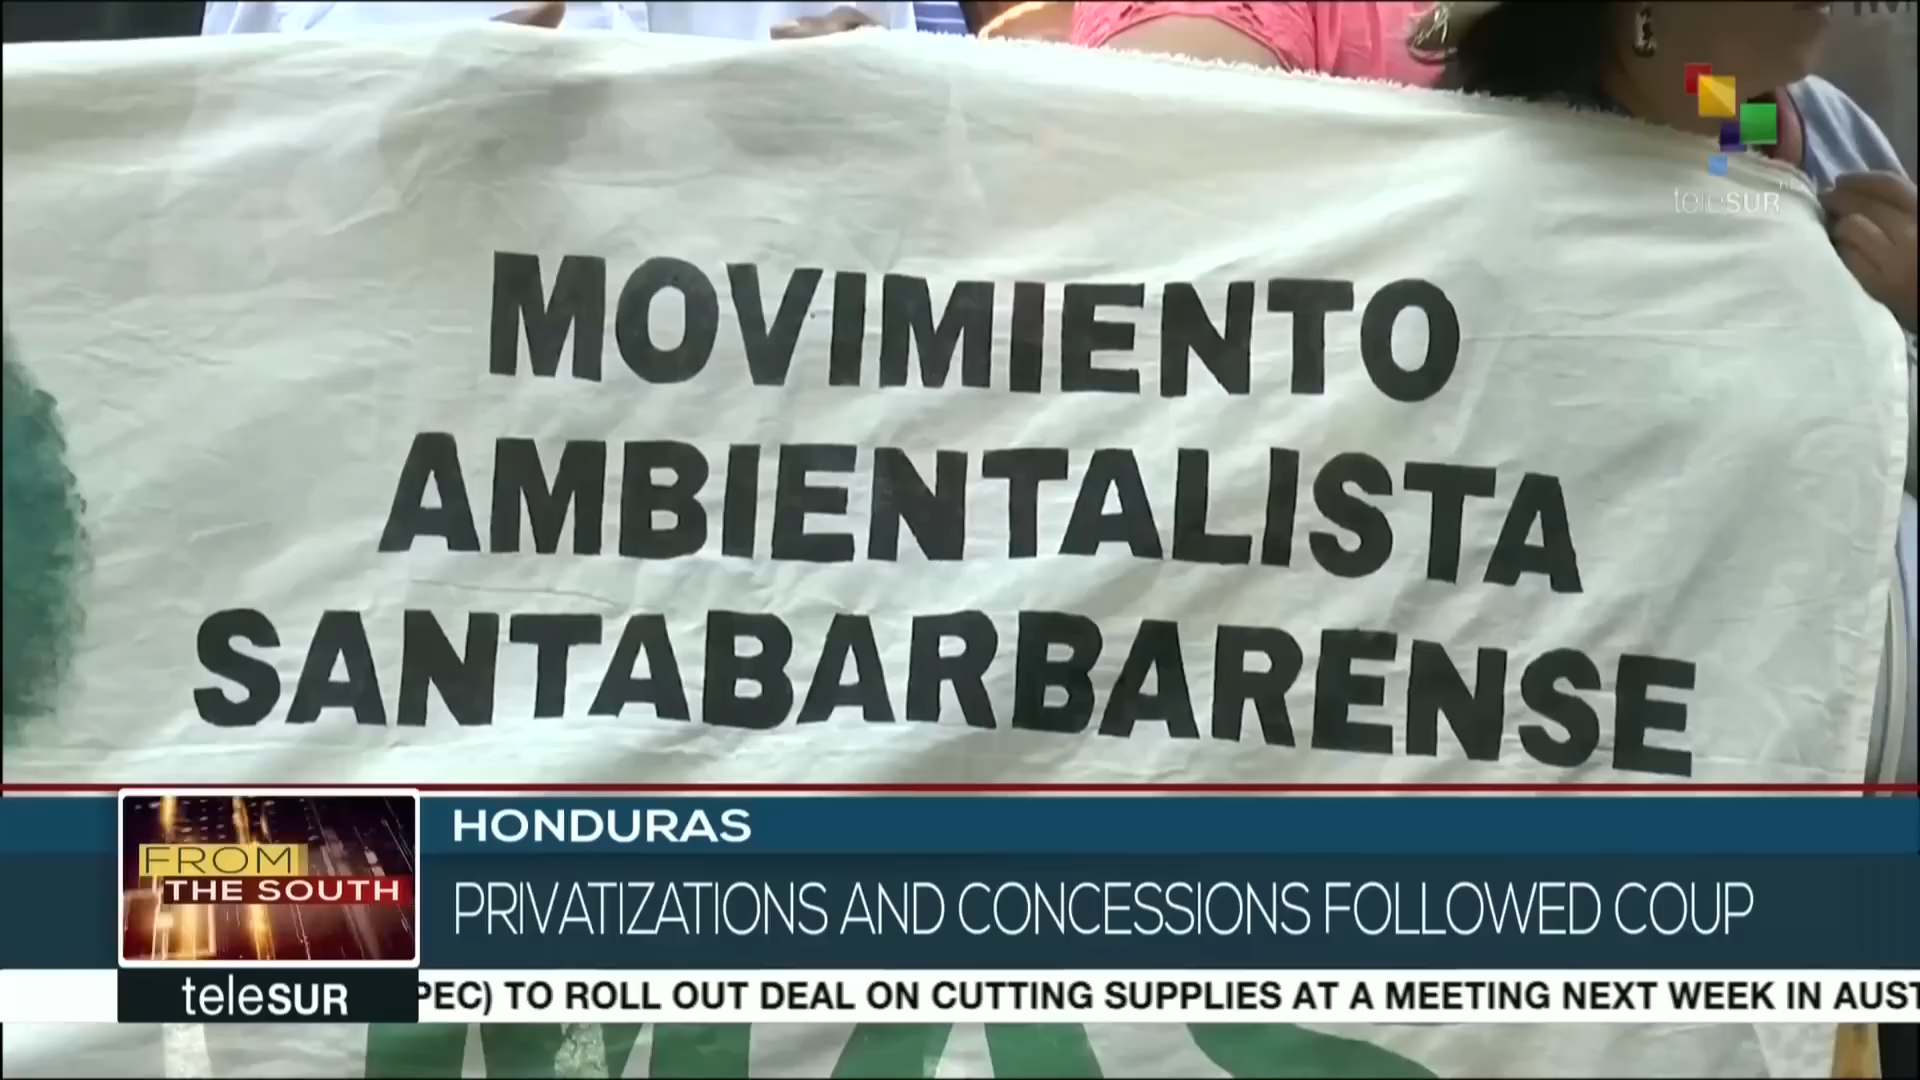 teleSUR
MOVIMIENTO
AMBIENTALISTA
SANTABARBARENSE
HONDURAS
FROM
THE SOUTH
PRIVATIZATIONS AND CONCESSIONS FOLLOWED COUP
teleSUR
PEC) TO ROLL OUT DEAL ON CUTTING SUPPLIES AT A MEETING NEXT WEEK IN AUST
MAS